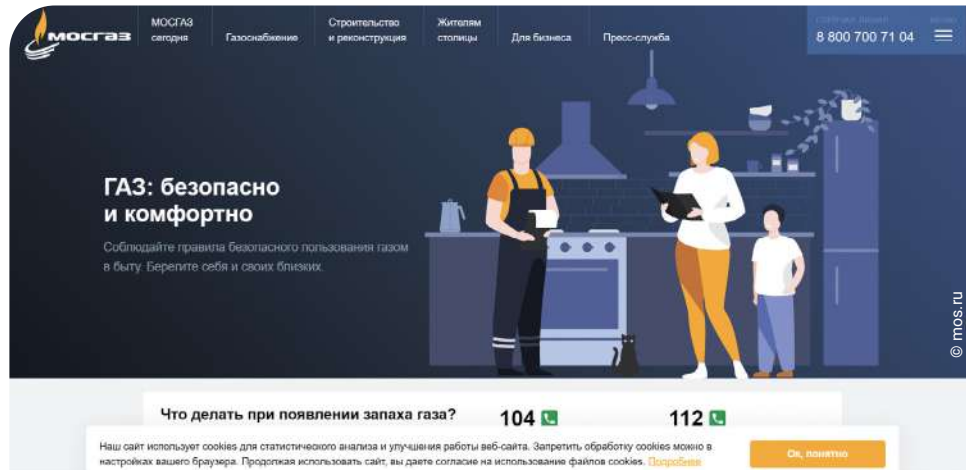 мосгаз
МОСГАЗ
сегодня
Газоснабжение
Строительство
и реконструкция
Жителям
столицы
Для бизнеса
Пресс-служба
8 800 700 71 04
ГАЗ: безопасно
и комфортно
Соблюдайте правила безопасного пользования газом
в быту. Берегите себя и своих близких.
© mos.ru
Что делать при появлении запаха газа?
104
112
Наш сайт использует cookies для статистического анализа и улучшения работы веб-сайта. Запретить обработку cookies можно в
настройках вашего браузера. Продолжая использовать сайт, вы даете согласие на использование файлов cookies. Подробнее
Ок, понятно